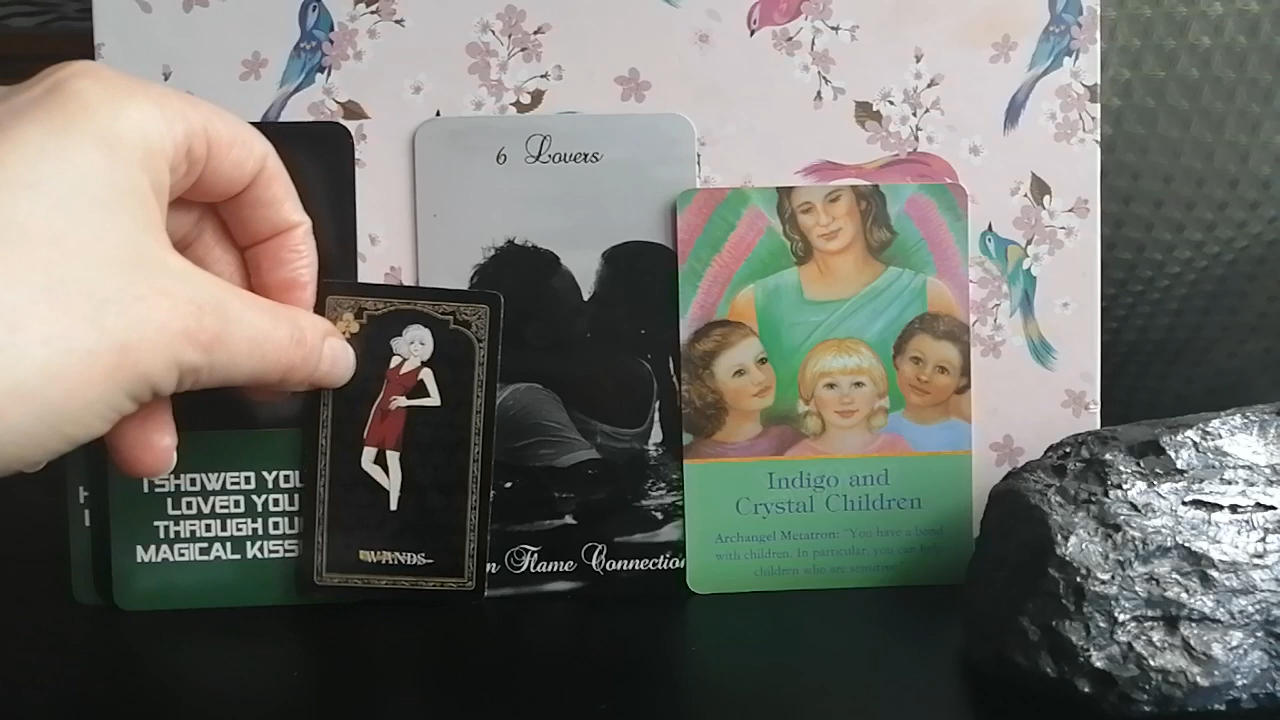 I SHOWED YOU
LOVED YOU
THROUGH OU
MAGICAL KISS
WANDS
6 Lovers
n Flame Connection
Indigo and
Crystal Children
Archangel Metatron: "You have a bond
with children. In particular, you can help
children who are sensitive."